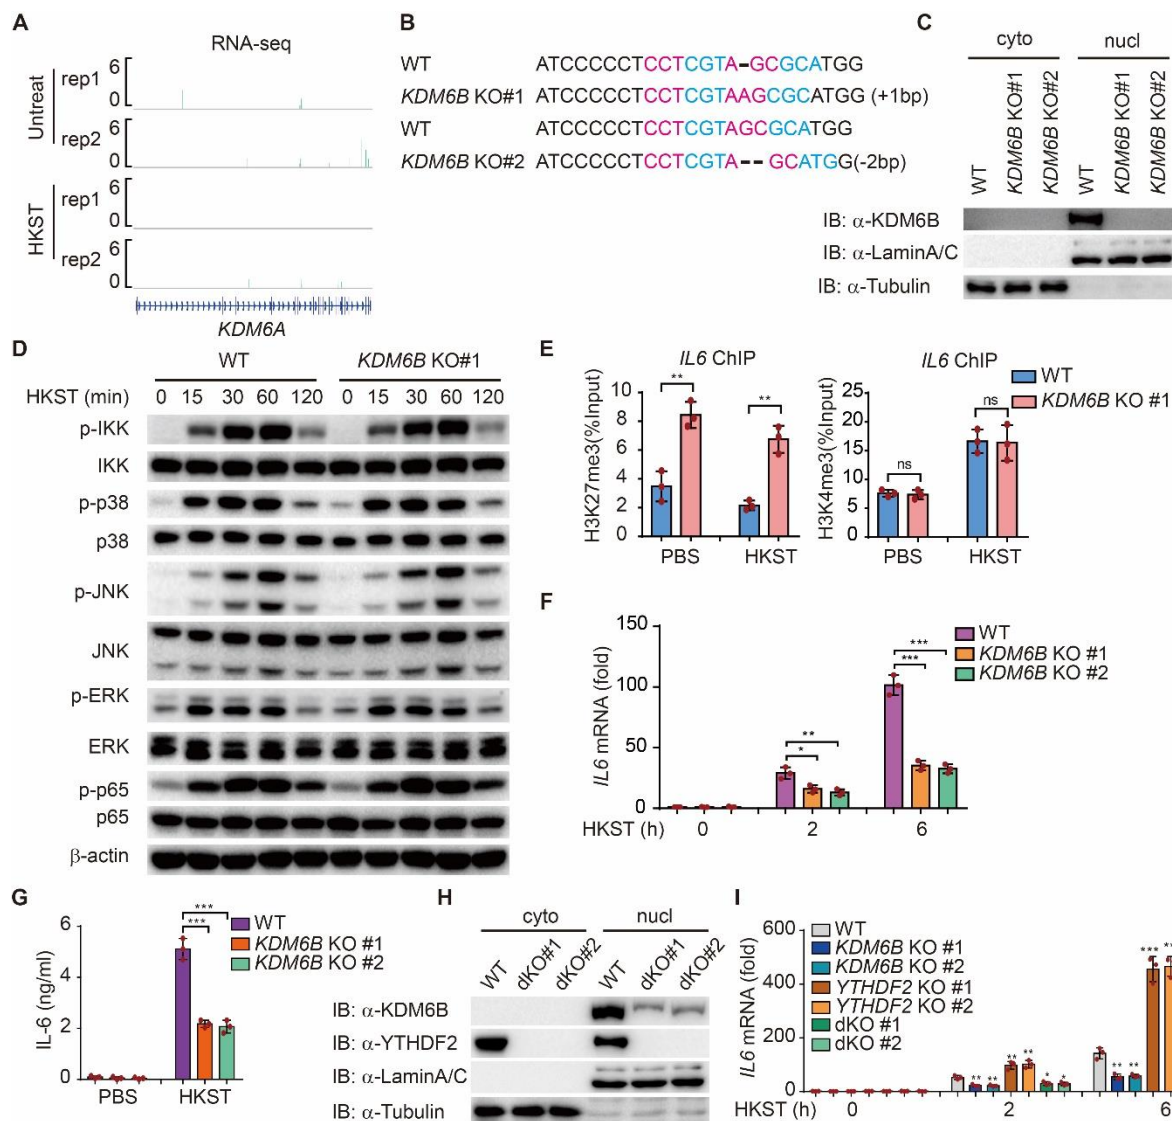 A
RNA-seq
Untreat
rep1
6
0
rep2
6
0
HKST
rep1
6
0
rep2
6
0
KDM6A
B
WT ATCCCCCTCCTCGTA-GCGCATGG
KDM6B KO#1 ATCCCCCTCCTCGTAAGCGCATGG (+1bp)
WT ATCCCCCTCCTCGTAGCGCATGG
KDM6B KO#2 ATCCCCCTCCTCGTA--GCATGG(-2bp)
C
cyto nucl
WT KDM6B KO#1 KDM6B KO#2 WT KDM6B KO#1 KDM6B KO#2
IB: α-KDM6B
IB: α-LaminA/C
IB: α-Tubulin
D
WT KDM6B KO#1
HKST (min) 0 15 30 60 120 0 15 30 60 120
p-IKK
IKK
p-p38
p38
p-JNK
JNK
p-ERK
ERK
p-p65
p65
β-actin
E
IL6 ChIP
H3K27me3(%Input)
10
8
6
4
2
0
** **
PBS HKST
IL6 ChIP
H3K4me3(%Input)
25
20
15
10
5
0
ns ns
PBS HKST
WT
KDM6B KO #1
F
IL6 mRNA (fold)
150
100
50
0
WT
KDM6B KO #1
KDM6B KO #2
**
*
***
***
HKST (h) 0 2 6
G
IL-6 (ng/ml)
6
4
2
0
***
***
WT
KDM6B KO #1
KDM6B KO #2
PBS HKST
H
cyto nucl
WT dKO#1 dKO#2 WT dKO#1 dKO#2
IB: α-KDM6B
IB: α-YTHDF2
IB: α-LaminA/C
IB: α-Tubulin
I
IL6 mRNA (fold)
600
400
200
0
WT
KDM6B KO #1
KDM6B KO #2
YTHDF2 KO #1
YTHDF2 KO #2
dKO #1
dKO #2
** ** ** ** * *
** ** ***
HKST (h) 0 2 6